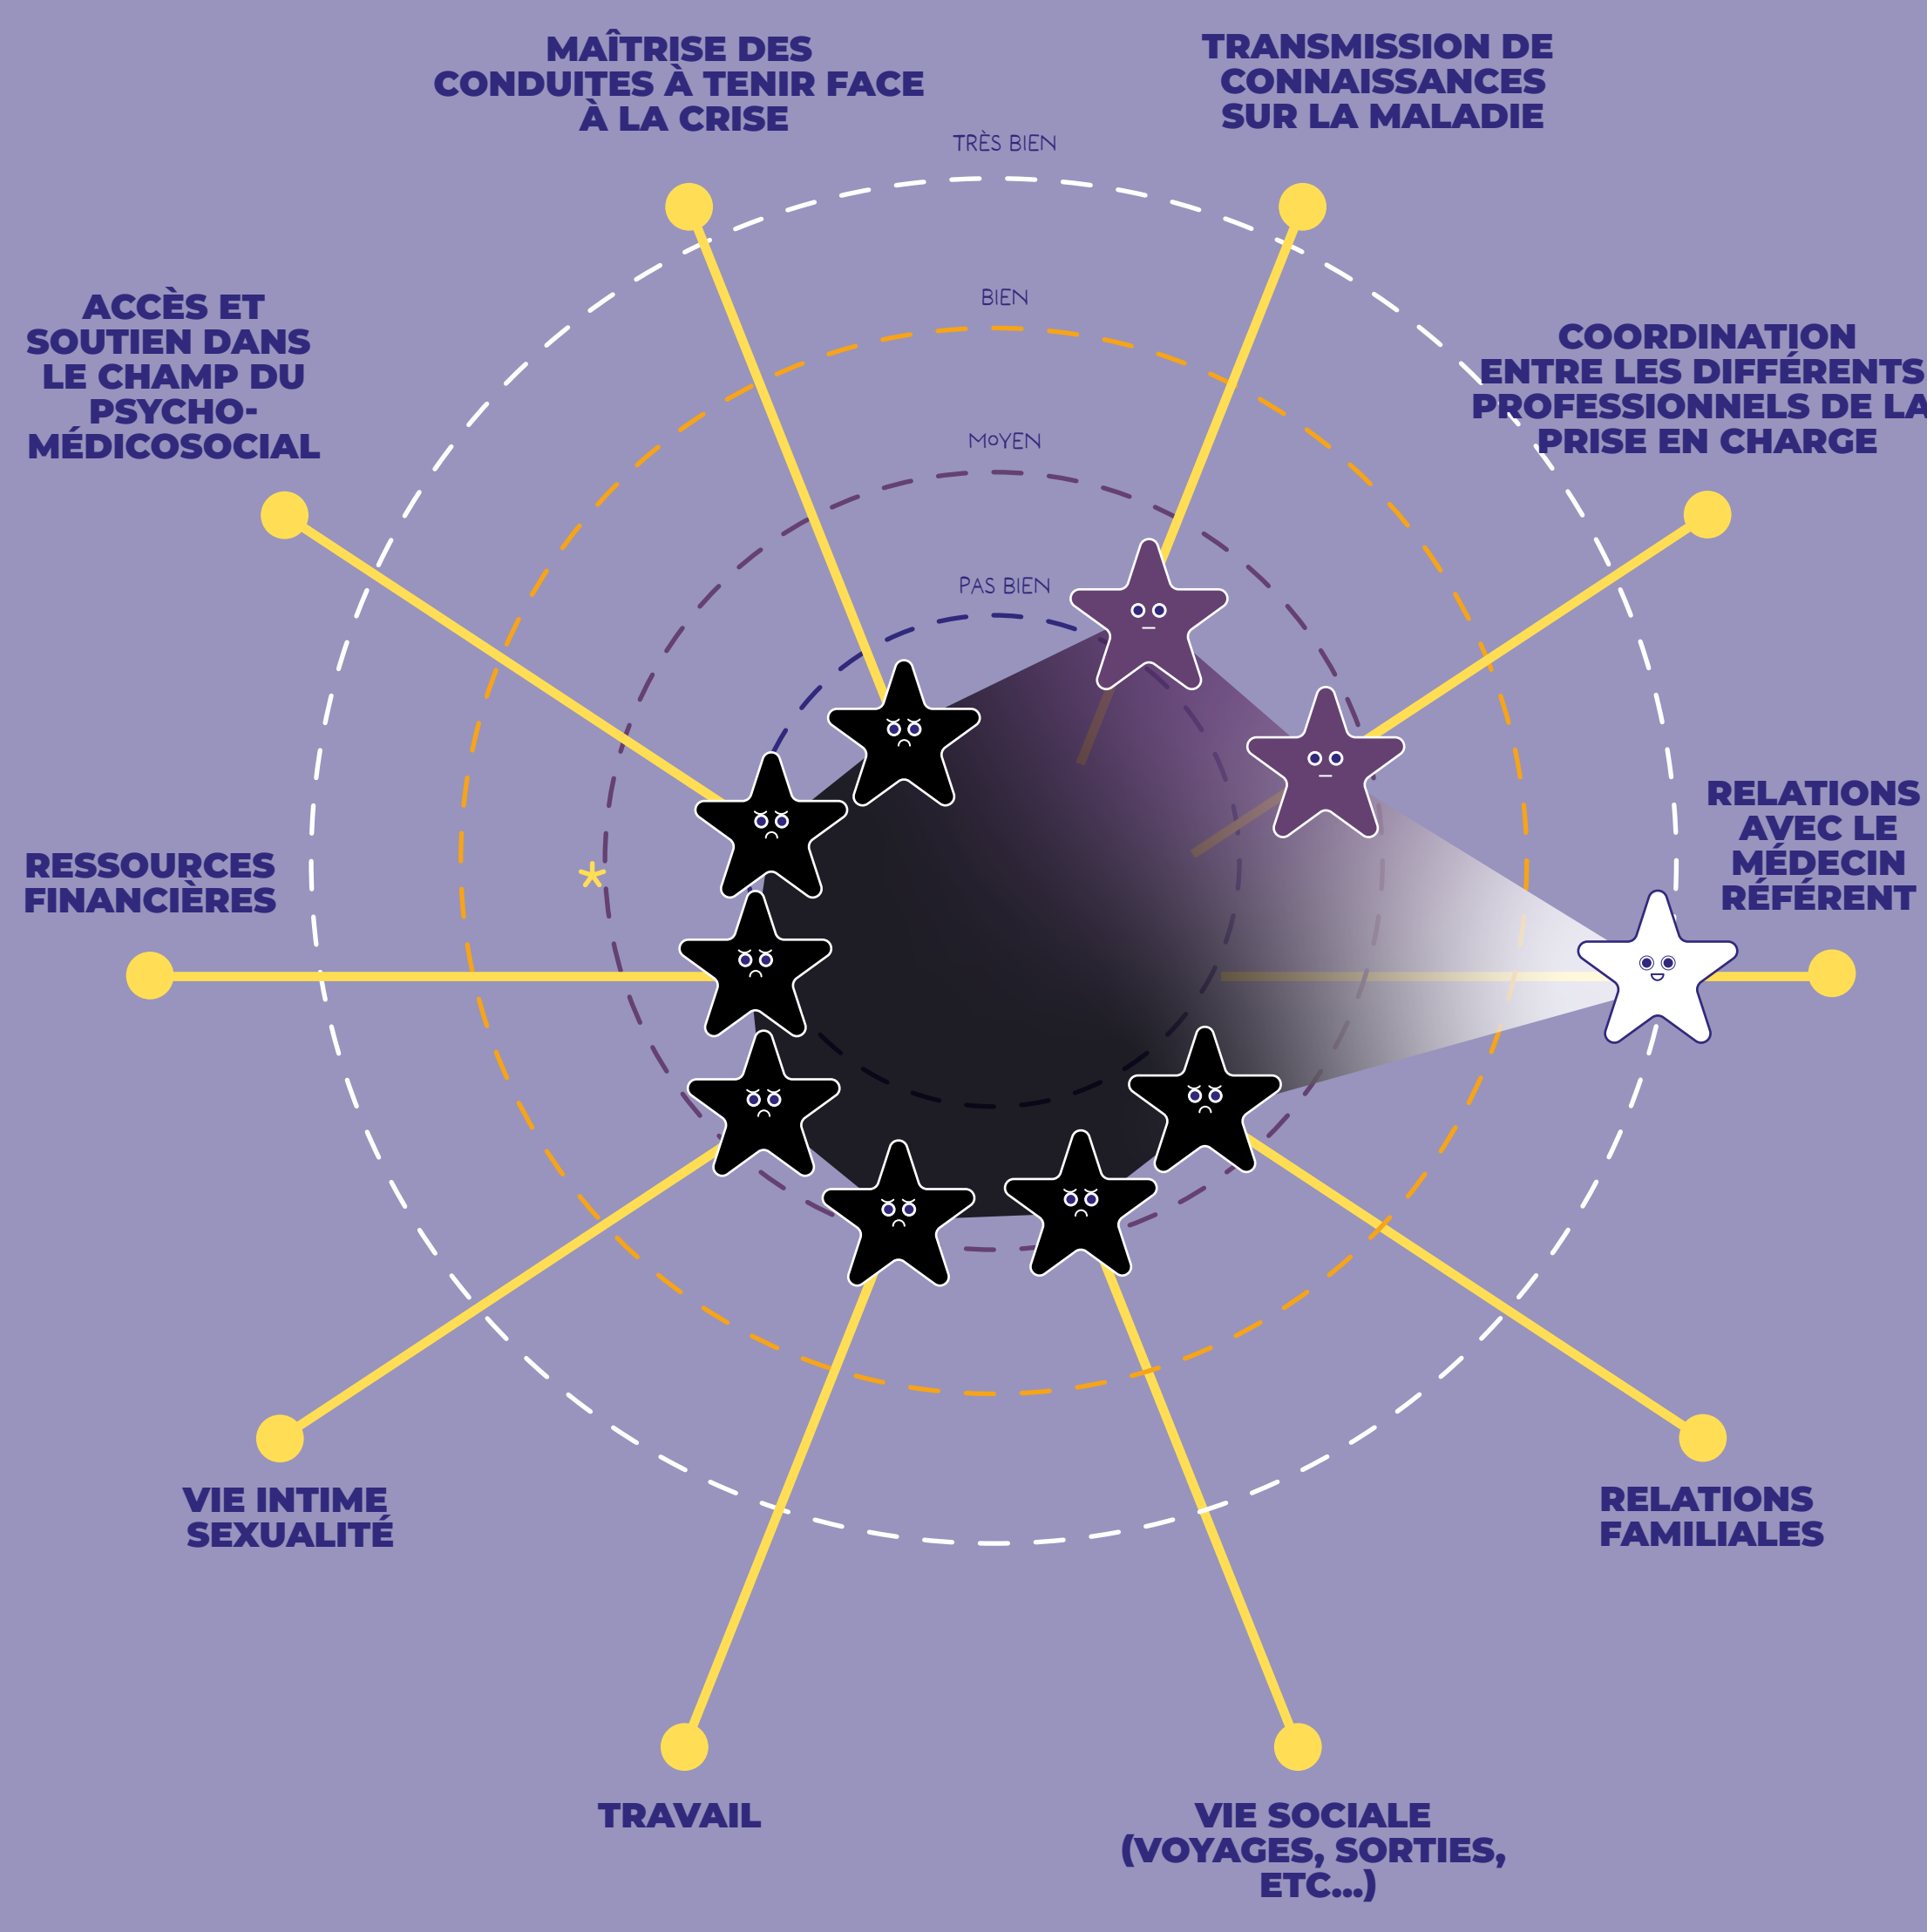 MAÎTRISE DES
CONDUITES À TENIR FACE
À LA CRISE
TRANSMISSION DE
CONNAISSANCES
SUR LA MALADIE
TRÈS BIEN
BIEN
MOYEN
PAS BIEN
ACCÈS ET
SOUTIEN DANS
LE CHAMP DU
PSYCHO-
MÉDICOSOCIAL
COORDINATION
ENTRE LES DIFFÉRENTS
PROFESSIONNELS DE LA
PRISE EN CHARGE
RELATIONS
AVEC LE
MÉDECIN
RÉFÉRENT
RESSOURCES
FINANCIÈRES
*
VIE INTIME
SEXUALITÉ
RELATIONS
FAMILIALES
TRAVAIL
VIE SOCIALE
(VOYAGES, SORTIES,
ETC...)